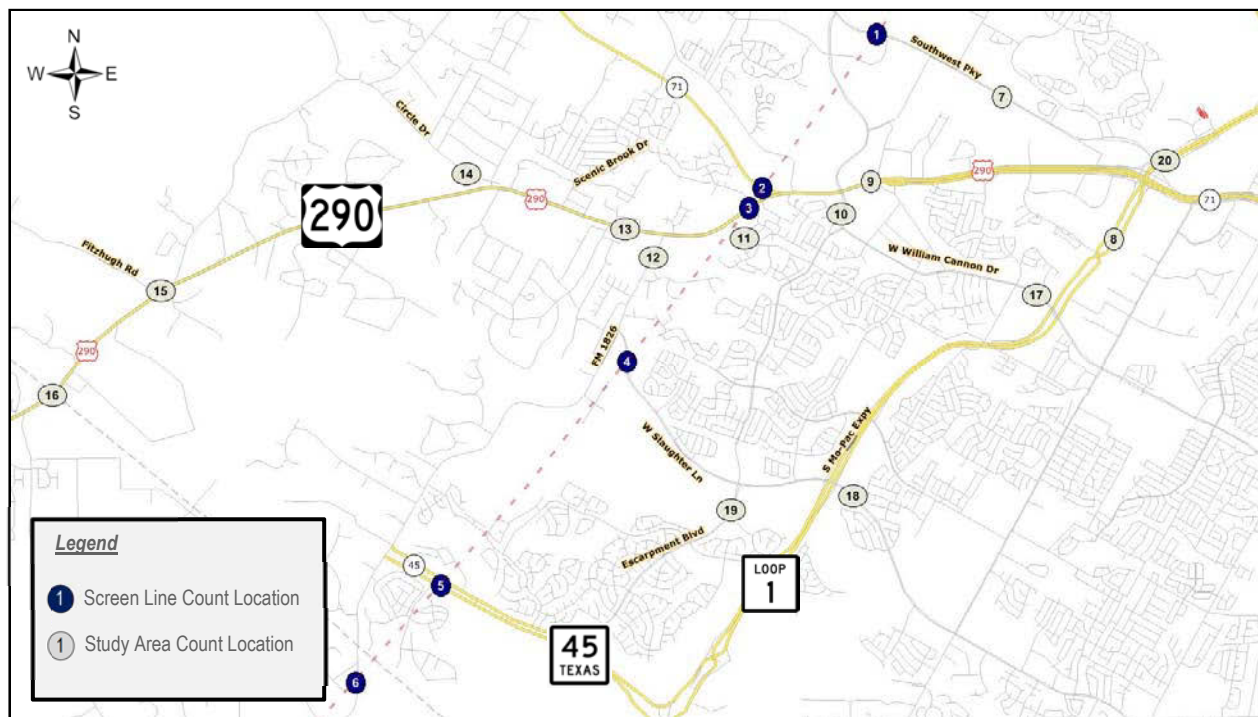 N
W E
S
1
Southwest Pky
71
7
Circle Dr
Scenic Brook Dr
14
2
9
290
20
290
290
3
10
71
13
11
8
12
W William Cannon Dr
Fitzhugh Rd
15
17
FM 1826
290
4
16
S Mo-Pac Expy
W Slaughter Ln
18
19
Escarpment Blvd
45
5
LOOP
1
45
TEXAS
6
Legend
1 Screen Line Count Location
1 Study Area Count Location